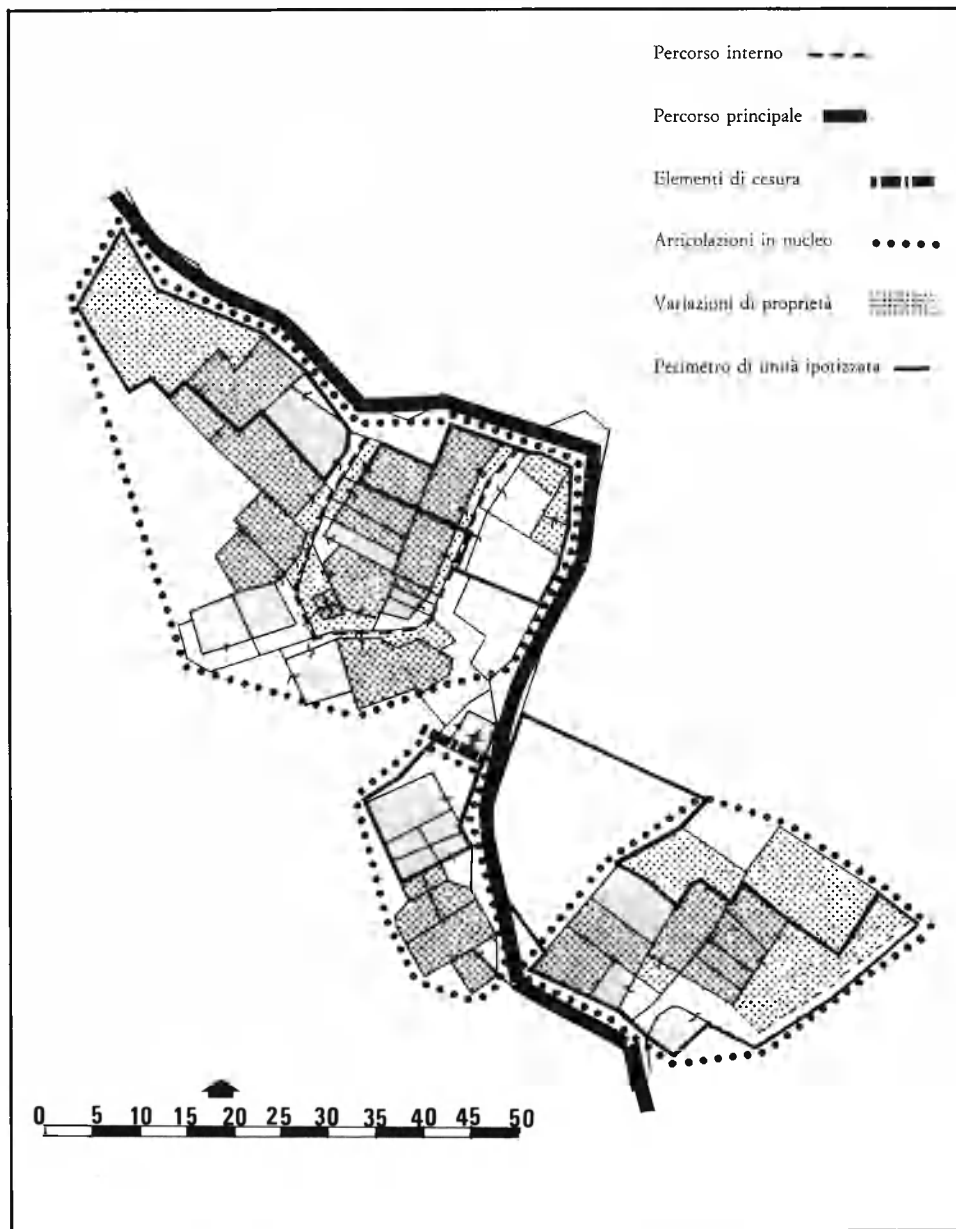 Percorso interno
Percorso principale
Elementi di cesura
Articolazioni in nucleo
Variazioni di proprietà
Perimetro di unità ipotizzata
0 5 10 15 20 25 30 35 40 45 50